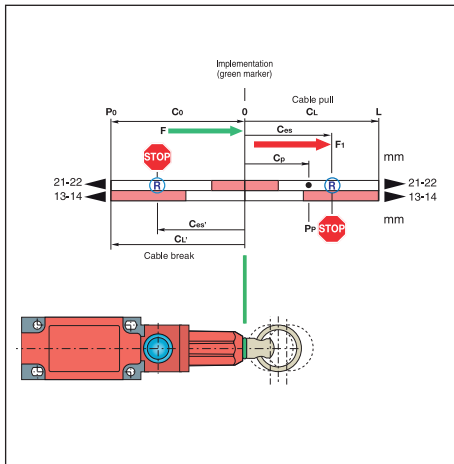 Implementation
(green marker)
Cable pull
P0 C0 0 CL L
F Ces
F1
STOP Cp mm
21-22 R R 21-22
13-14 13-14
mm
Ces' PP STOP
CL'
Cable break